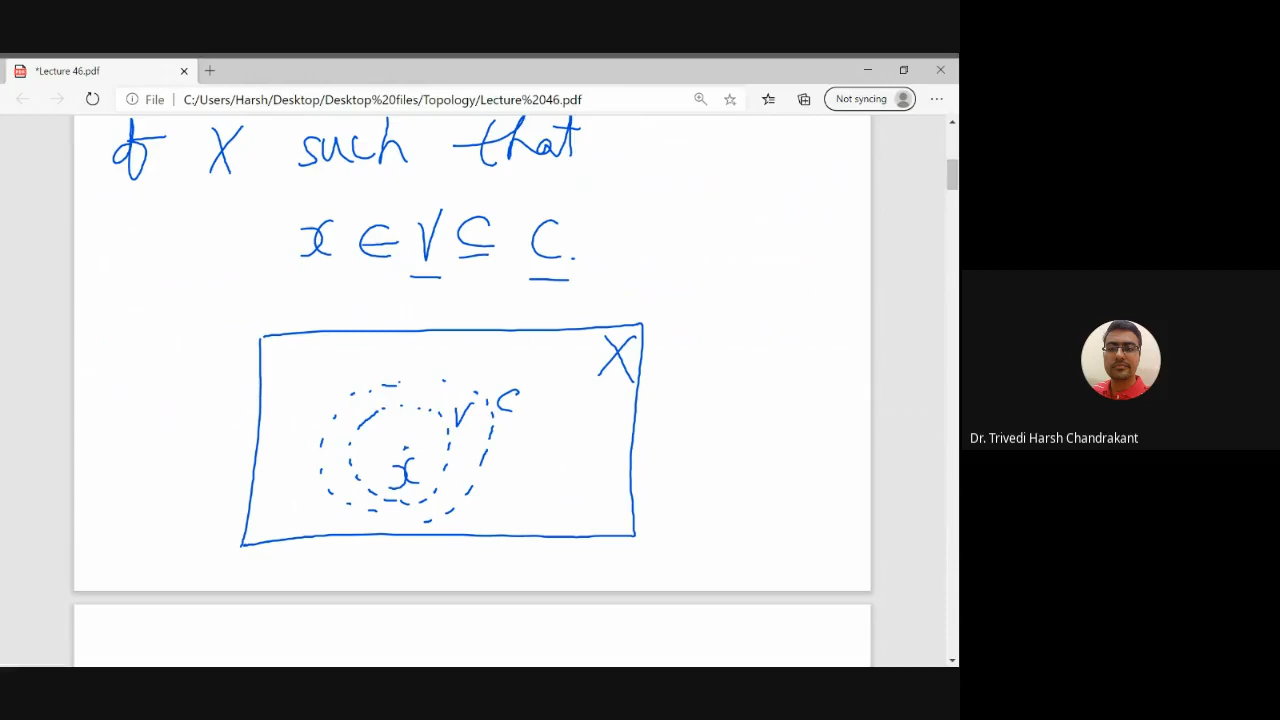 *Lecture 46.pdf
File | C:/Users/Harsh/Desktop/Desktop%20files/Topology/Lecture%2046.pdf
Not syncing
of X such that
x ∈ V ⊆ C.
X
V C
x
Dr. Trivedi Harsh Chandrakant